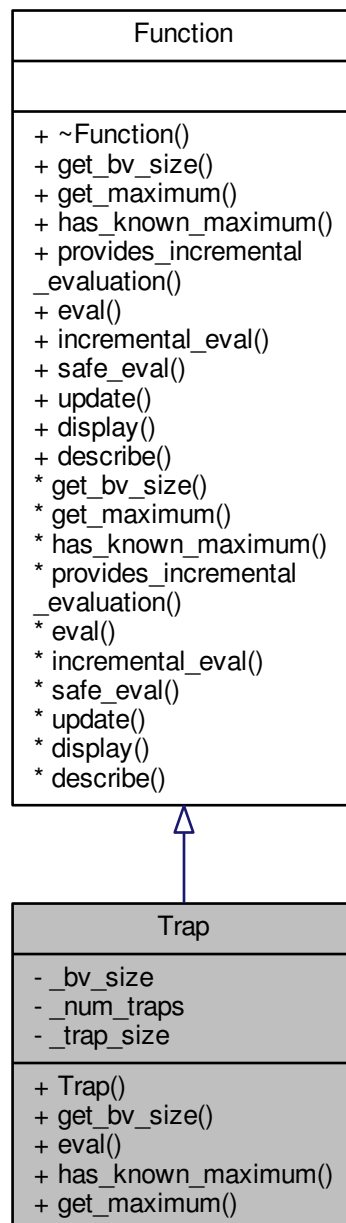 Function
+ ~Function()
+ get_bv_size()
+ get_maximum()
+ has_known_maximum()
+ provides_incremental
_evaluation()
+ eval()
+ incremental_eval()
+ safe_eval()
+ update()
+ display()
+ describe()
* get_bv_size()
* get_maximum()
* has_known_maximum()
* provides_incremental
_evaluation()
* eval()
* incremental_eval()
* safe_eval()
* update()
* display()
* describe()
Trap
- _bv_size
- _num_traps
- _trap_size
+ Trap()
+ get_bv_size()
+ eval()
+ has_known_maximum()
+ get_maximum()